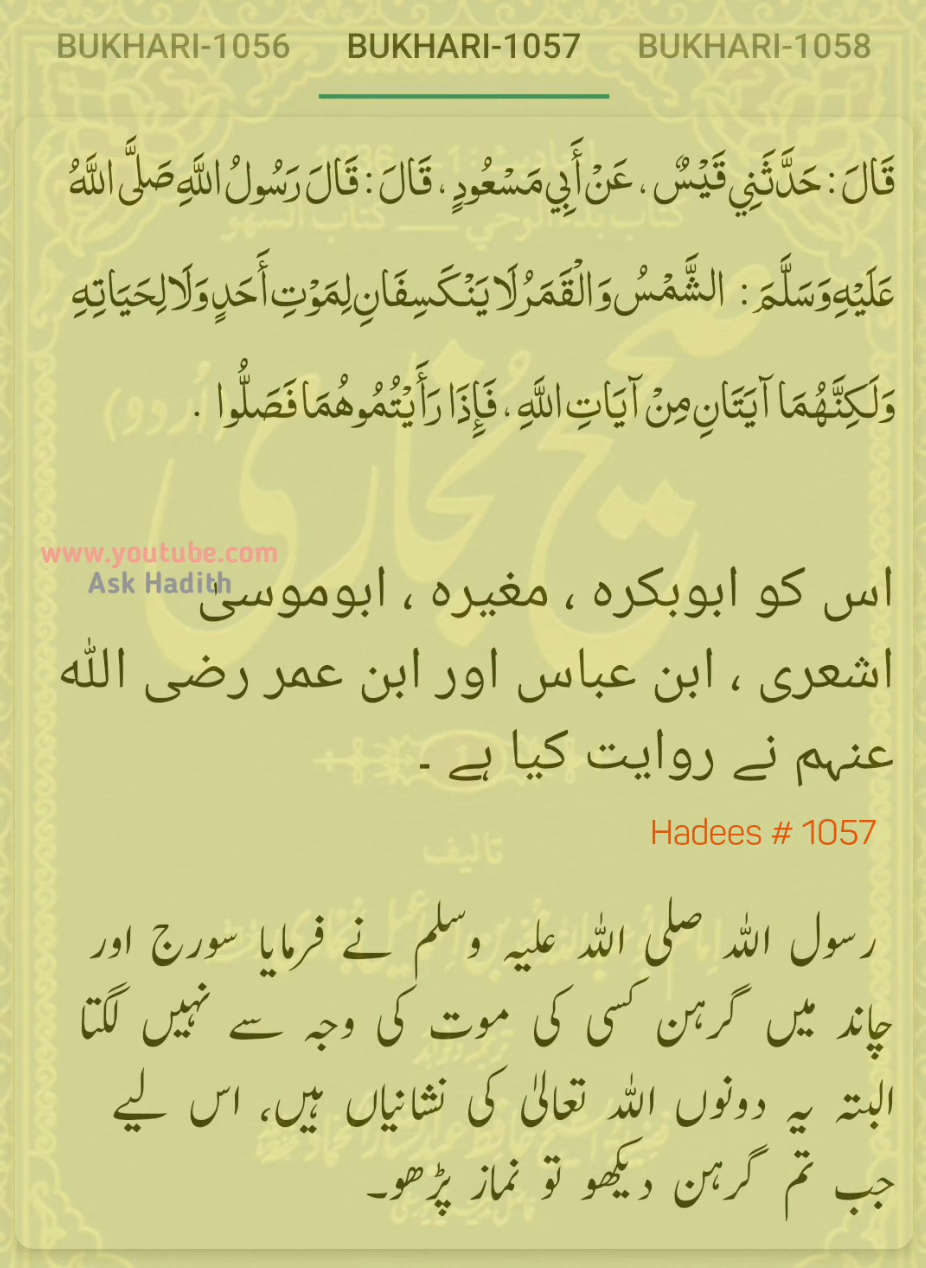 BUKHARI-1056 BUKHARI-1057 BUKHARI-1058
قَالَ : حَدَّثَنِي قَيْسٌ ، عَنْ أَبِي مَسْعُودٍ ، قَالَ : قَالَ رَسُولُ اللَّهِ صَلَّى اللَّهُ
عَلَيْهِ وَسَلَّمَ : الشَّمْسُ وَالْقَمَرُ لَا يَنْكَسِفَانِ لِمَوْتِ أَحَدٍ وَلَا لِحَيَاتِهِ
وَلَكِنَّهُمَا آيَتَانِ مِنْ آيَاتِ اللَّهِ ، فَإِذَا رَأَيْتُمُوهُمَا فَصَلُّوا .
www.youtube.com
Ask Hadith
اس کو ابوبکرہ ، مغیرہ ، ابوموسیٰ
اشعری ، ابن عباس اور ابن عمر رضی اللہ
عنہم نے روایت کیا ہے ۔
Hadees # 1057
رسول اللہ صلی اللہ علیہ وسلم نے فرمایا سورج اور
چاند میں گرہن کسی کی موت کی وجہ سے نہیں لگتا
البتہ یہ دونوں اللہ تعالیٰ کی نشانیاں ہیں، اس لیے
جب تم گرہن دیکھو تو نماز پڑھو۔
صحیح بخاری
(اُردو)
تالیف